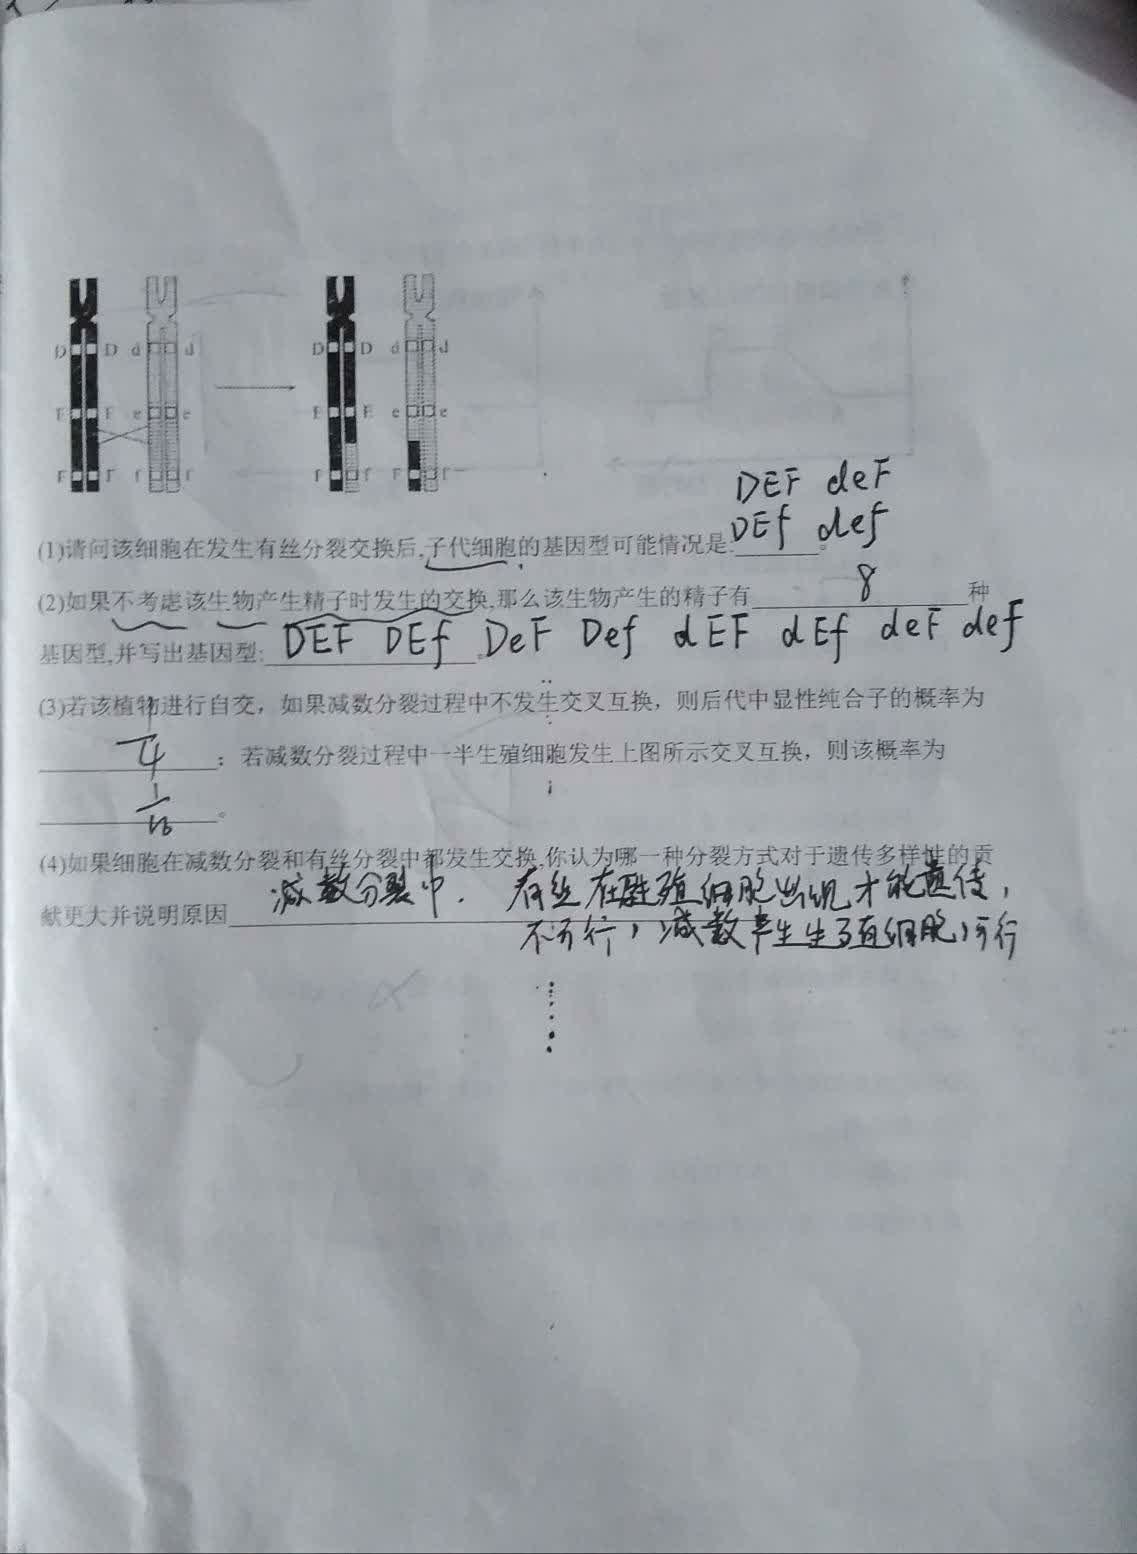 D D d d D D d d
E E e e E E e e
F F f f F f F f
DEF deF
DEf def
(1)请问该细胞在发生有丝分裂交换后,子代细胞的基因型可能情况是:。
(2)如果不考虑该生物产生精子时发生的交换,那么该生物产生的精子有 8 种
基因型,并写出基因型: DEF DEf DeF Def dEF dEf deF def 。
(3)若该植物进行自交，如果减数分裂过程中不发生交叉互换，则后代中显性纯合子的概率为
1/4 ；若减数分裂过程中一半生殖细胞发生上图所示交叉互换，则该概率为
1/16 。
(4)如果细胞在减数分裂和有丝分裂中都发生交换,你认为哪一种分裂方式对于遗传多样性的贡
献更大并说明原因 减数分裂中. 有丝在生殖细胞出现才能遗传，
不可行，减数产生生殖细胞,可行